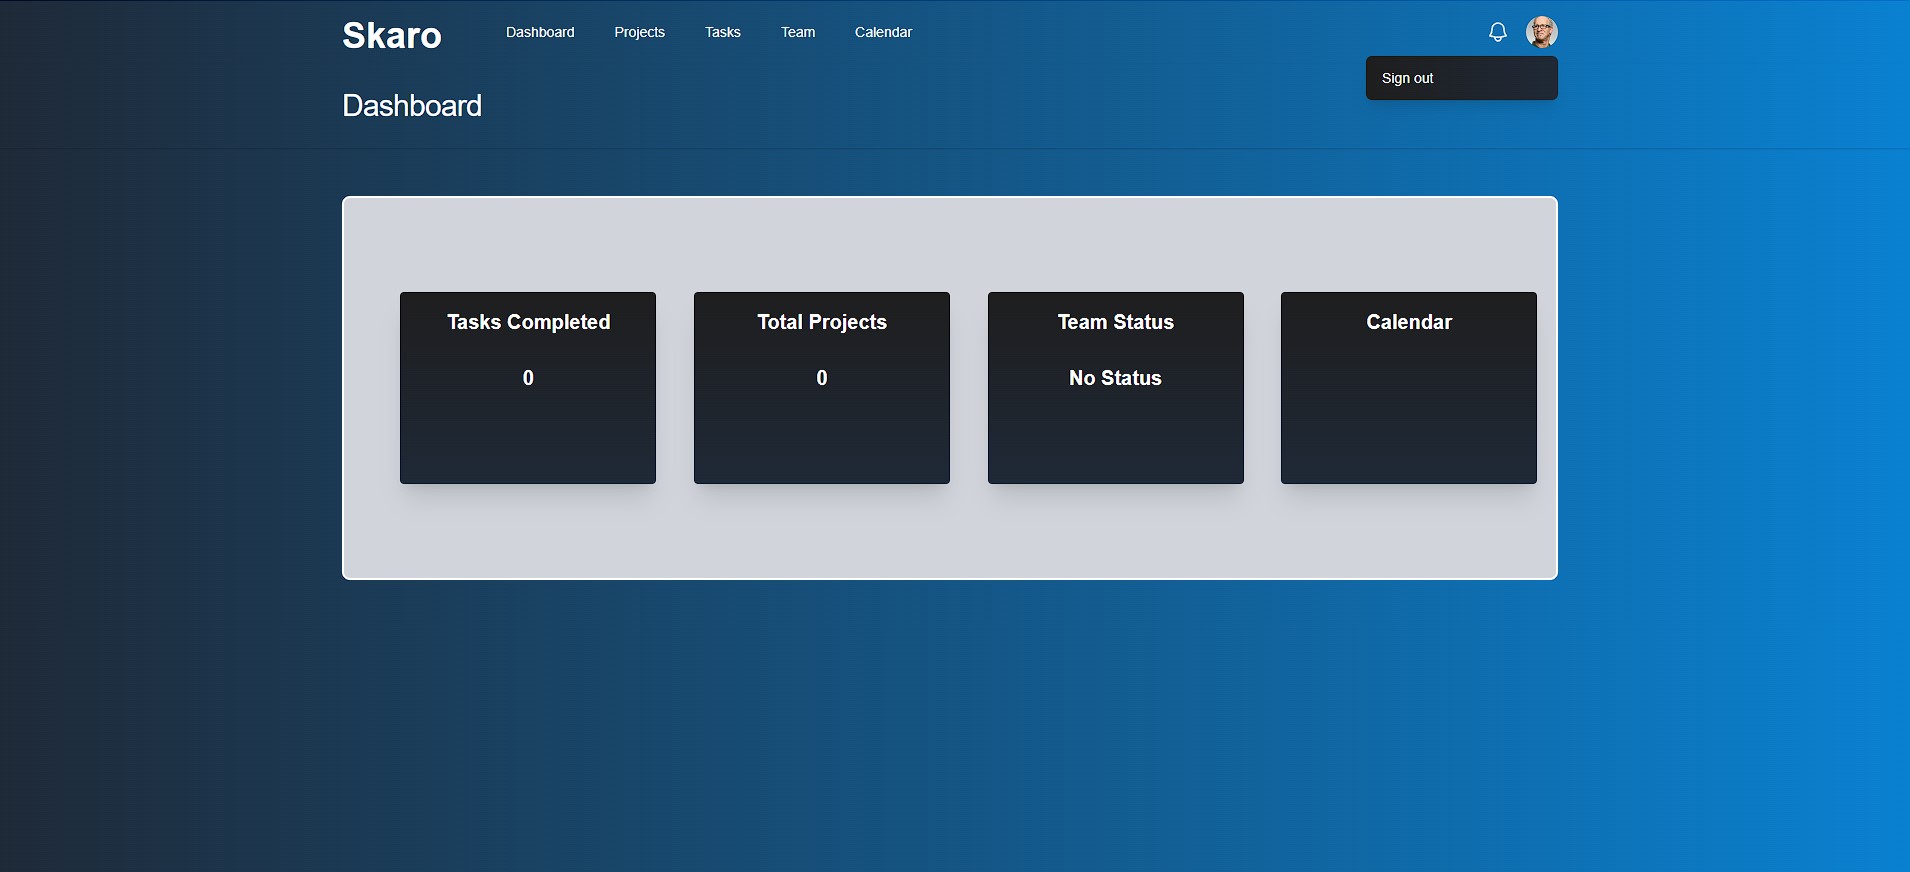 Skaro
Dashboard
Projects
Tasks
Team
Calendar
Sign out
Dashboard
Tasks Completed
0
Total Projects
0
Team Status
No Status
Calendar